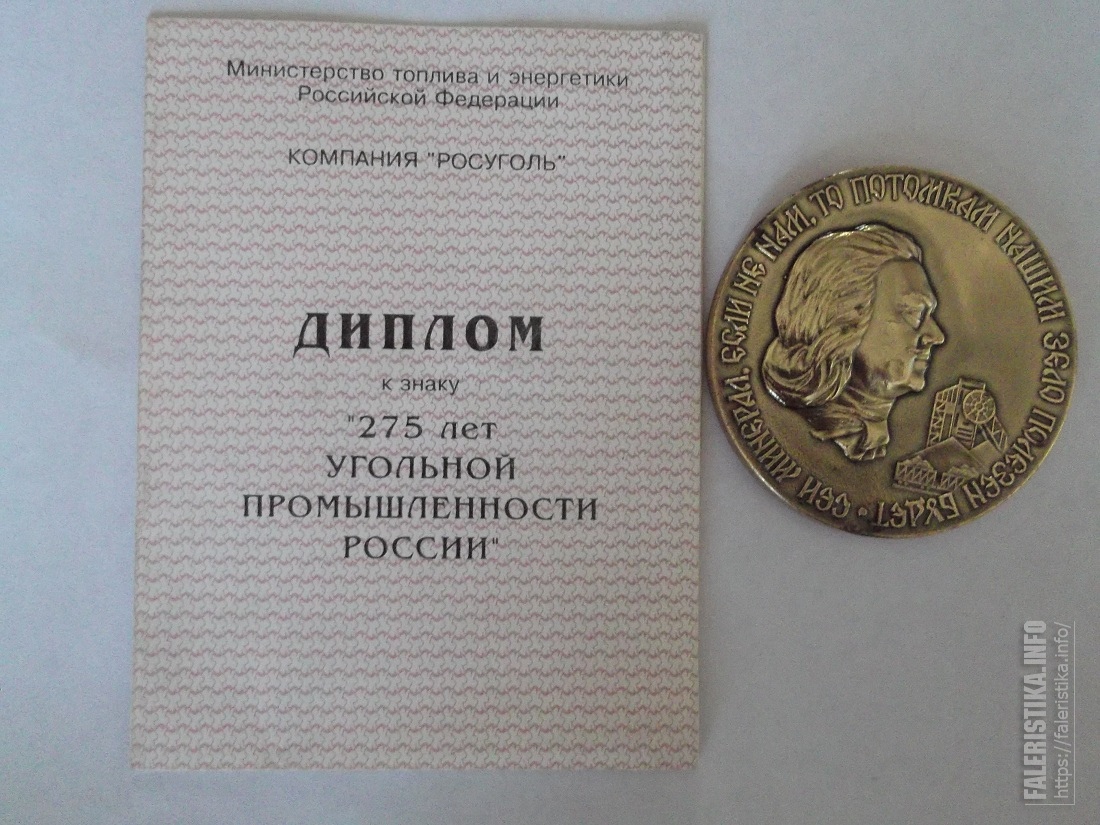 Министерство топлива и энергетики
Российской Федерации
КОМПАНИЯ "РОСУГОЛЬ"
ДИПЛОМ
к знаку
"275 лет
УГОЛЬНОЙ
ПРОМЫШЛЕННОСТИ
РОССИИ"
СЕЙ МИНЕРАЛ, ЕСЛИ НЕ НАМ, ТО ПОТОМКАМ НАШИМ ЗЕЛО ПОЛЕЗЕН БУДЕТ •
FALERISTIKA.INFO
https://faleristika.info/